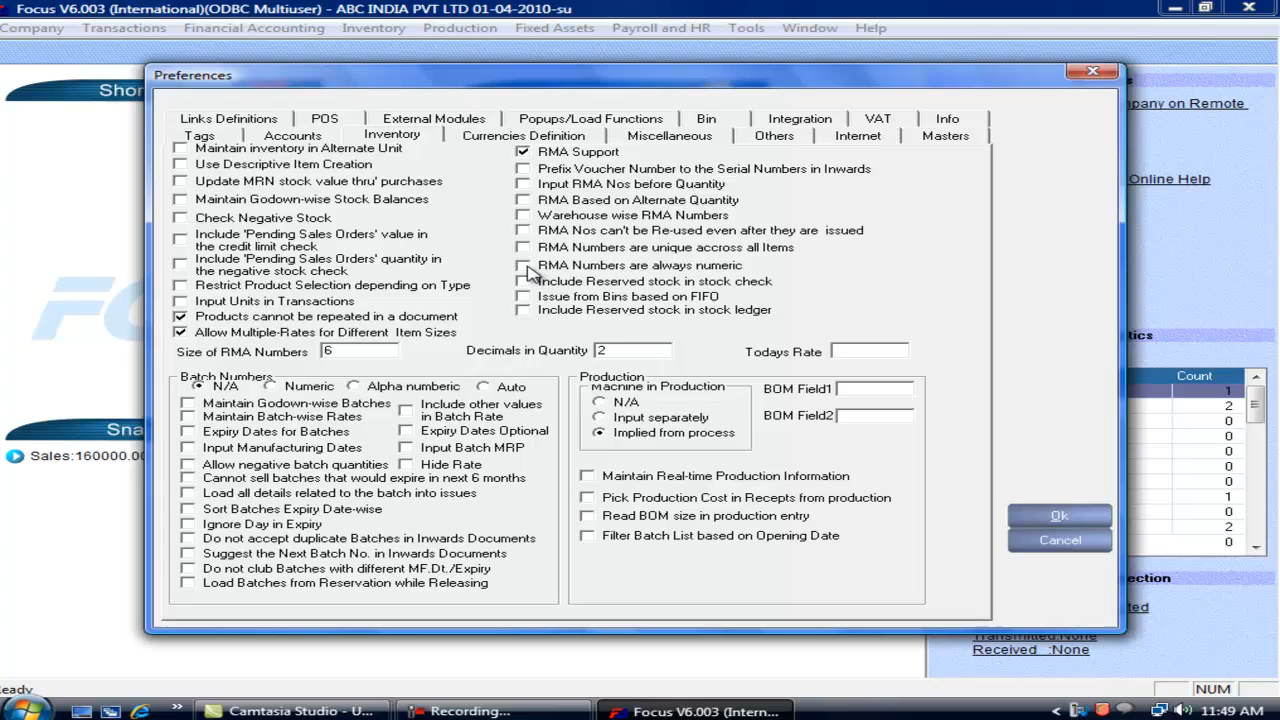 Focus V6.003 (International)(ODBC Multiuser) - ABC INDIA PVT LTD 01-04-2010-su
Company Transactions Financial Accounting Inventory Production Fixed Assets Payroll and HR Tools Window Help
Shor
Preferences
pany on Remote
Online Help
tics
Count
1
2
0
0
0
0
0
1
0
2
0
Links Definitions POS External Modules Popups/Load Functions Bin Integration VAT Info
Tags Accounts Inventory Currencies Definition Miscellaneous Others Internet Masters
Maintain inventory in Alternate Unit
Use Descriptive Item Creation
Update MRN stock value thru' purchases
Maintain Godown-wise Stock Balances
Check Negative Stock
Include 'Pending Sales Orders' value in
the credit limit check
Include 'Pending Sales Orders' quantity in
the negative stock check
Restrict Product Selection depending on Type
Input Units in Transactions
Products cannot be repeated in a document
Allow Multiple-Rates for Different Item Sizes
RMA Support
Prefix Voucher Number to the Serial Numbers in Inwards
Input RMA Nos before Quantity
RMA Based on Alternate Quantity
Warehouse wise RMA Numbers
RMA Nos can't be Re-used even after they are issued
RMA Numbers are unique accross all Items
RMA Numbers are always numeric
Include Reserved stock in stock check
Issue from Bins based on FIFO
Include Reserved stock in stock ledger
Size of RMA Numbers 6 Decimals in Quantity 2 Todays Rate
Batch Numbers
N/A Numeric Alpha numberic Auto
Maintain Godown-wise Batches
Maintain Batch-wise Rates
Expiry Dates for Batches
Input Manufacturing Dates
Allow negative batch quantities
Include other values
in Batch Rate
Expiry Dates Optional
Input Batch MRP
Hide Rate
Cannot sell batches that would expire in next 6 months
Load all details related to the batch into issues
Sort Batches Expiry Date-wise
Ignore Day in Expiry
Do not accept duplicate Batches in Inwards Documents
Suggest the Next Batch No. in Inwards Documents
Do not club Batches with different MF.Dt./Expiry
Load Batches from Reservation while Releasing
Production
Machine in Production
N/A
Input separately
Implied from process
BOM Field1
BOM Field2
Maintain Real-time Production Information
Pick Production Cost in Recepts from production
Read BOM size in production entry
Filter Batch List based on Opening Date
Ok
Cancel
Sna
Sales:160000.00
ection
ted
Transmitted:None
Received :None
Ready
NUM
Camtasia Studio - U... Recording... Focus V6.003 (Intern... 11:49 AM